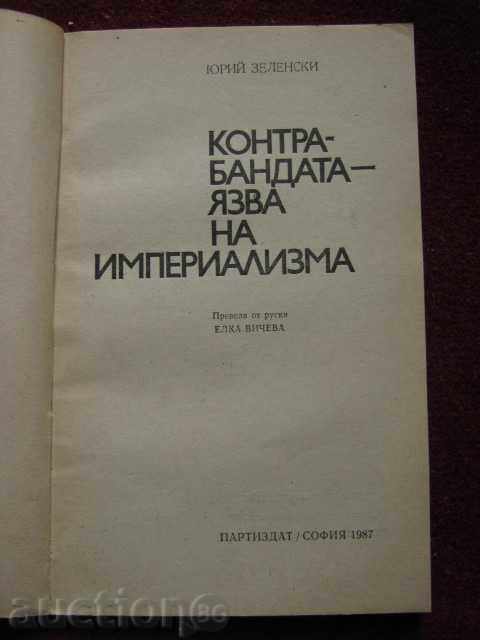 ЮРИЙ ЗЕЛЕНСКИ
КОНТРА-
БАНДАТА—
ЯЗВА
НА
ИМПЕРИАЛИЗМА
Превела от руски
ЕЛКА ВИЧЕВА
ПАРТИЗДАТ / СОФИЯ 1987
auction.BG